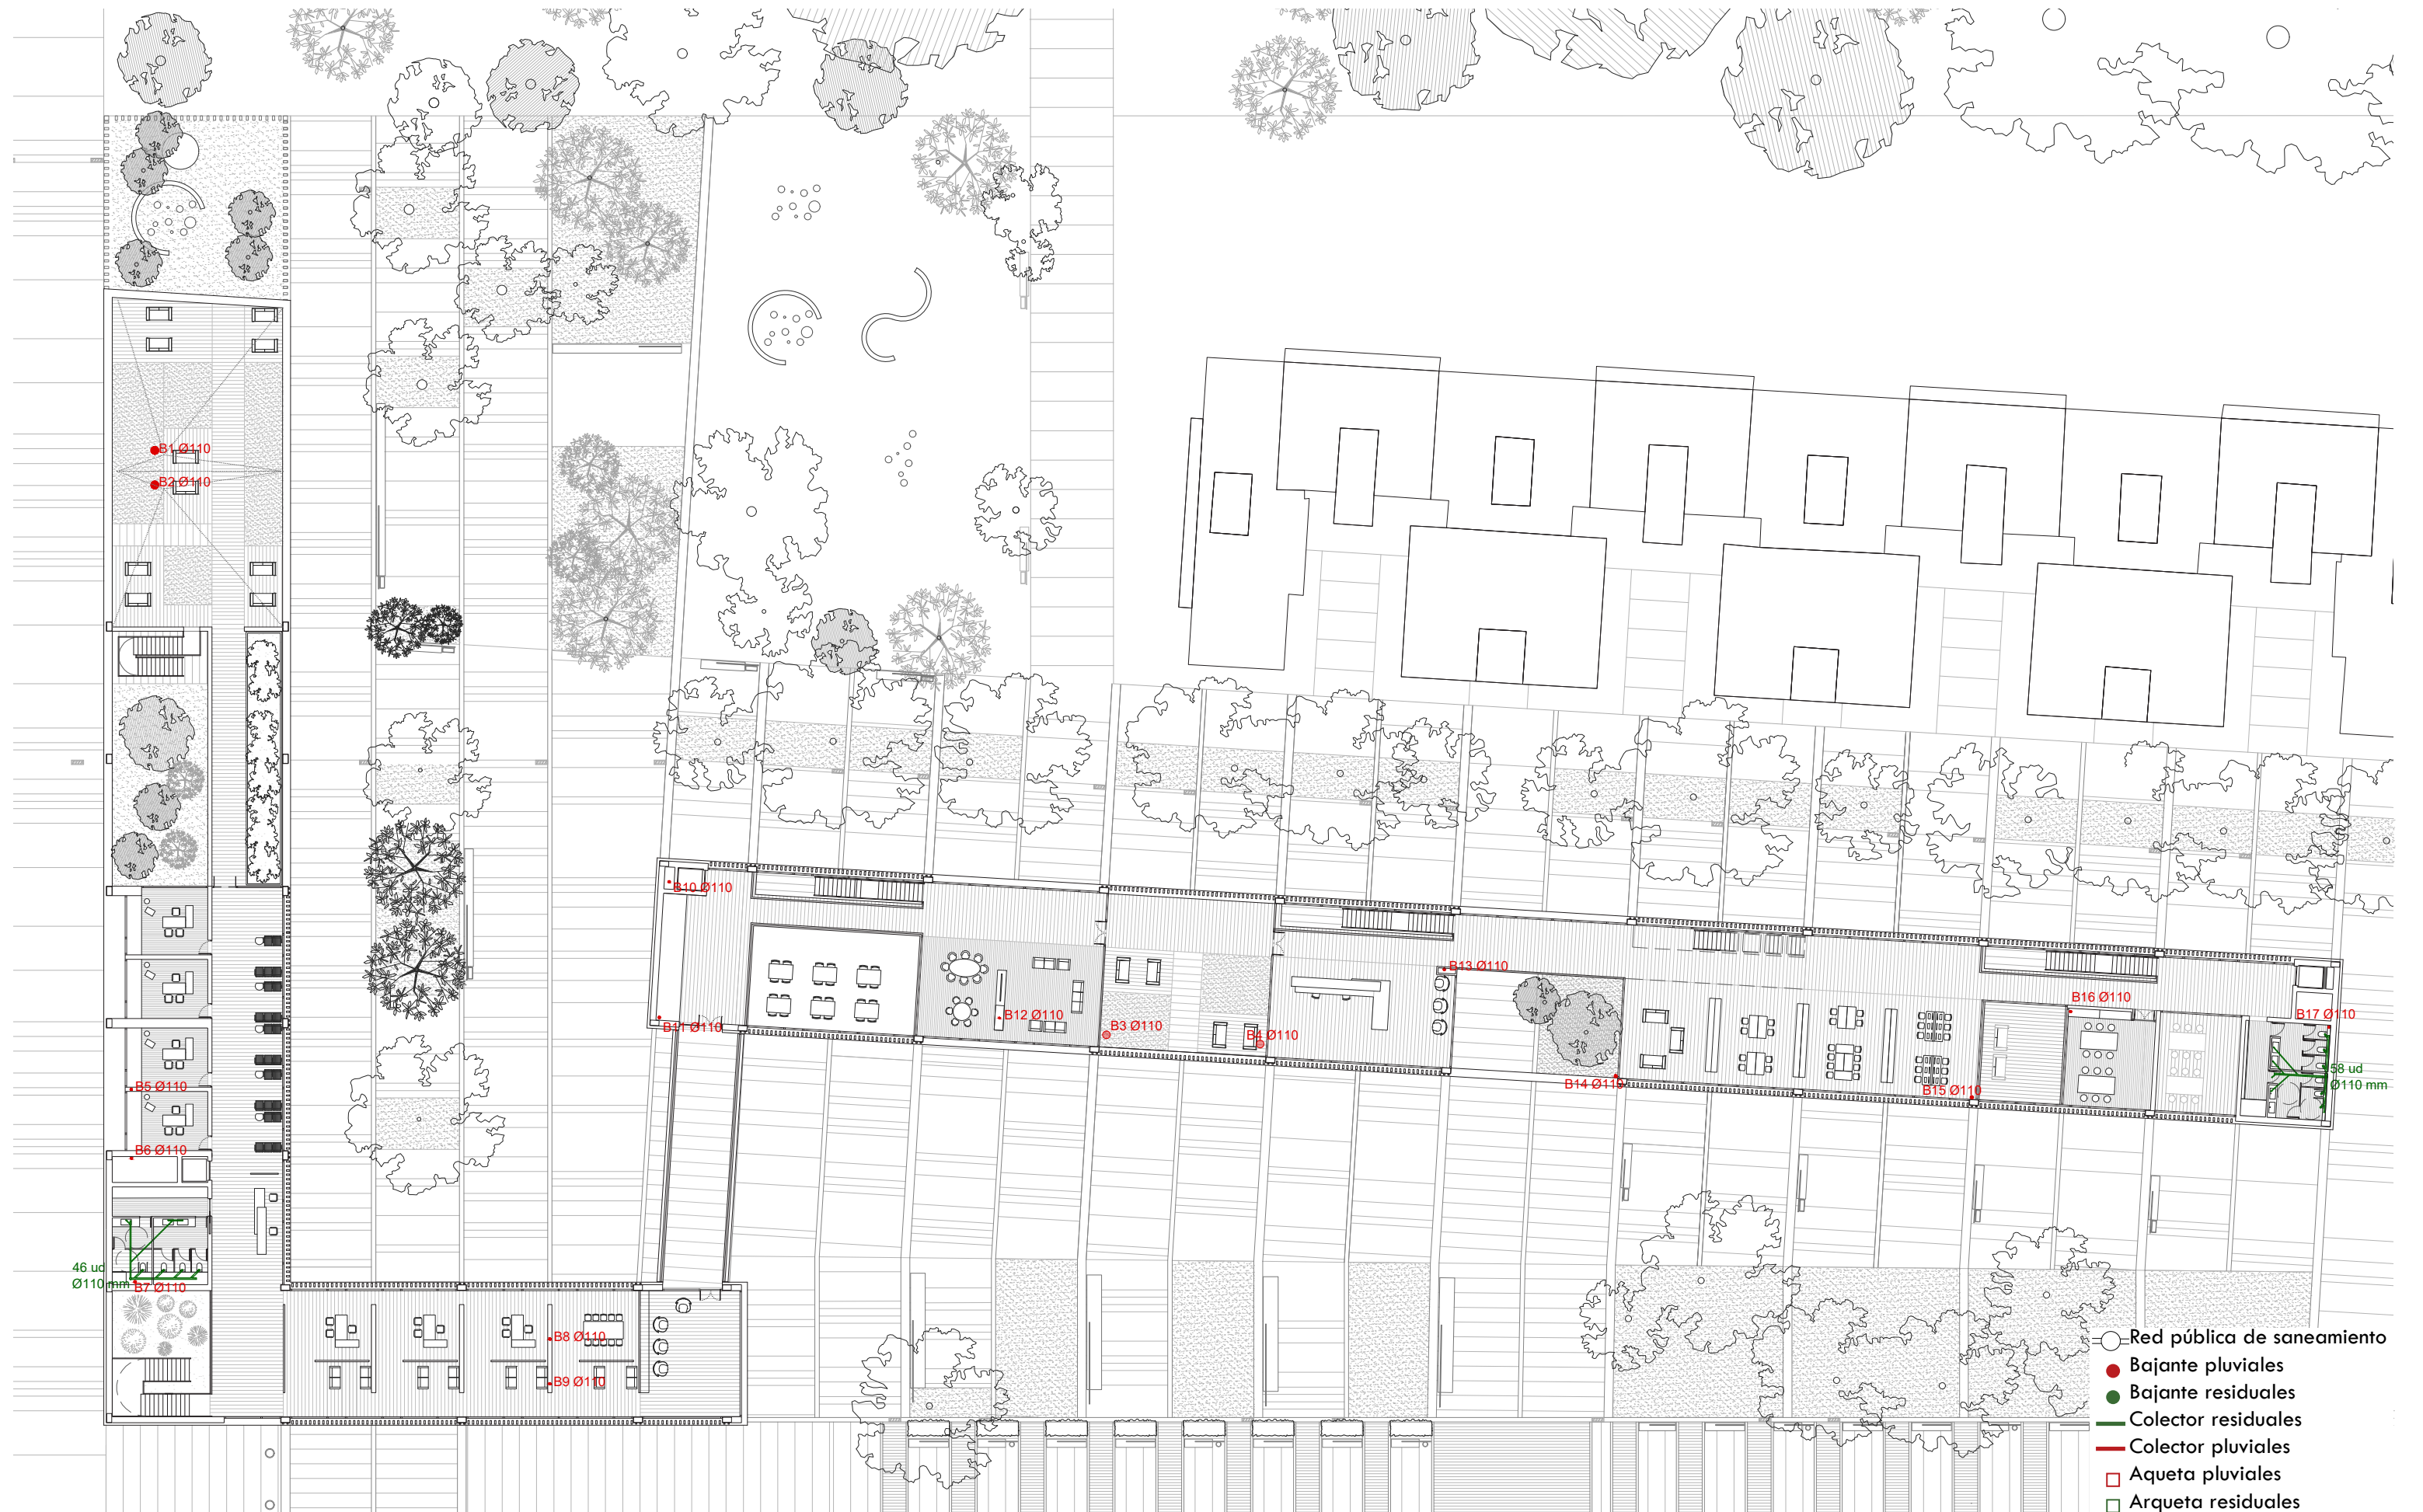 B1 Ø110
B2 Ø110
B10 Ø110
B13 Ø110
B11 Ø110
B12 Ø110
B3 Ø110
B4 Ø110
B16 Ø110
B17 Ø110
B14 Ø110
B15 Ø110
58 ud
Ø110 mm
B5 Ø110
B6 Ø110
46 ud
Ø110 mm
B7 Ø110
B8 Ø110
B9 Ø110
Red pública de saneamiento
Bajante pluviales
Bajante residuales
Colector residuales
Colector pluviales
Aqueta pluviales
Arqueta residuales